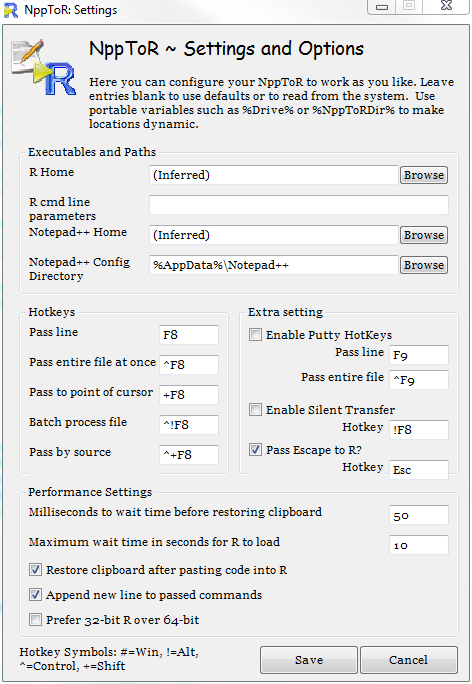 NppToR: Settings
NppToR ~ Settings and Options
Here you can configure your NppToR to work as you like. Leave
entries blank to use defaults or to read from the system. Use
portable variables such as %Drive% or %NppToRDir% to make
locations dynamic.
Executables and Paths
R Home (Inferred) Browse
R cmd line
parameters
Notepad++ Home (Inferred) Browse
Notepad++ Config
Directory %AppData%\Notepad++ Browse
Hotkeys
Pass line F8
Pass entire file at once ^F8
Pass to point of cursor +F8
Batch process file ^!F8
Pass by source ^+F8
Extra setting
Enable Putty HotKeys
Pass line F9
Pass entire file ^F9
Enable Silent Transfer
Hotkey !F8
Pass Escape to R?
Hotkey Esc
Performance Settings
Milliseconds to wait time before restoring clipboard 50
Maximum wait time in seconds for R to load 10
Restore clipboard after pasting code into R
Append new line to passed commands
Prefer 32-bit R over 64-bit
Hotkey Symbols: #=Win, !=Alt,
^=Control, +=Shift
Save Cancel